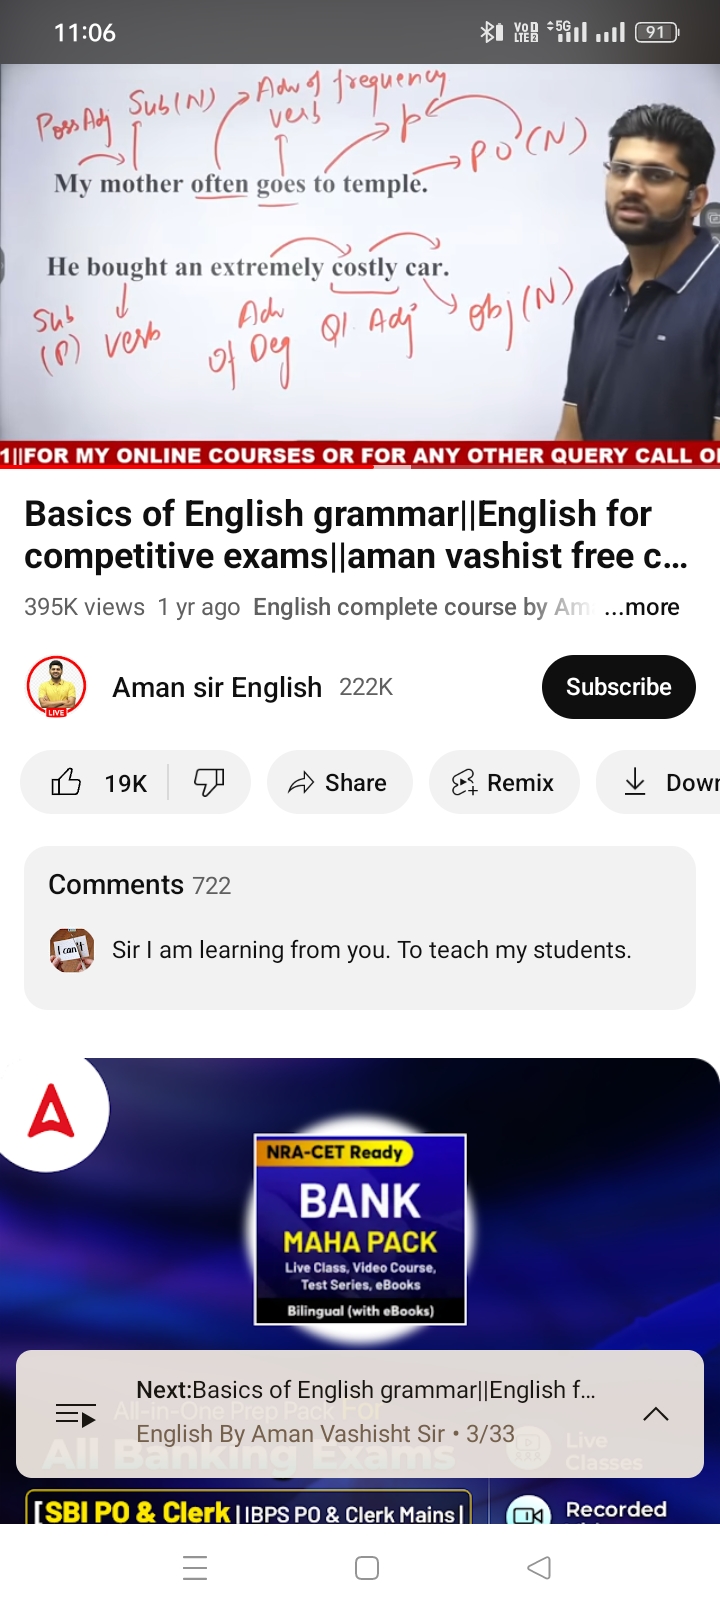 11:06
VoD LTE2 5G 91
Poss Adj Sub(N) Adv of frequency
verb P PO(N)
My mother often goes to temple.
He bought an extremely costly car.
Sub (P) verb Adv of Deg Ql. Adj obj(N)
1||FOR MY ONLINE COURSES OR FOR ANY OTHER QUERY CALL O
Basics of English grammar||English for
competitive exams||aman vashist free c...
395K views 1 yr ago English complete course by Am ...more
Aman sir English 222K Subscribe
LIVE
19K Share Remix Down
Comments 722
I can't
Sir I am learning from you. To teach my students.
NRA-CET Ready
BANK
MAHA PACK
Live Class, Video Course,
Test Series, eBooks
Bilingual (with eBooks)
Next:Basics of English grammar||English f...
All-in-One Prep Pack For
English By Aman Vashisht Sir • 3/33
All Banking Exams
Live
Classes
[SBI PO & Clerk | IBPS PO & Clerk Mains |
Recorded